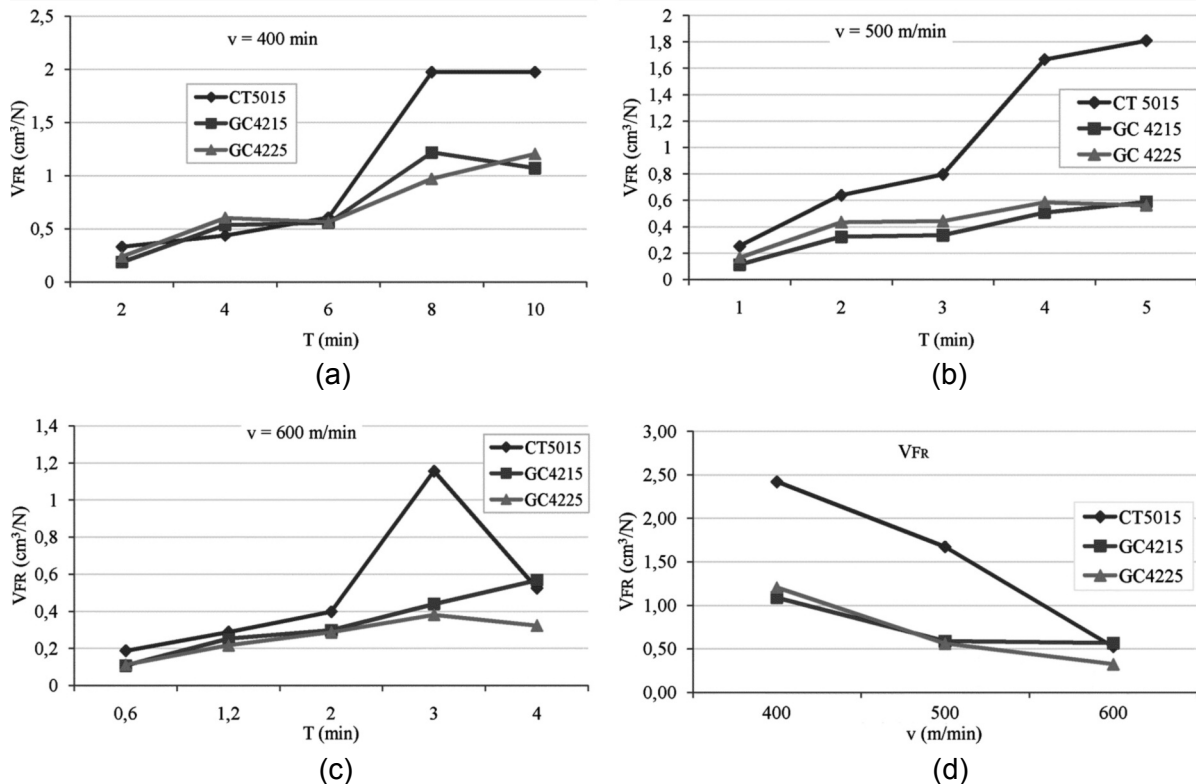 v = 400 min
2,5
2
1,5
1
0,5
0
VFR (cm³/N)
CT5015
GC4215
GC4225
2 4 6 8 10
T (min)
(a)
v = 500 m/min
2
1,8
1,6
1,4
1,2
1
0,8
0,6
0,4
0,2
0
VFR (cm³/N)
CT 5015
GC 4215
GC 4225
1 2 3 4 5
T (min)
(b)
v = 600 m/min
1,4
1,2
1
0,8
0,6
0,4
0,2
0
VFR (cm³/N)
CT5015
GC4215
GC4225
0,6 1,2 2 3 4
T (min)
(c)
VFR
3,00
2,50
2,00
1,50
1,00
0,50
0,00
VFR (cm³/N)
CT5015
GC4215
GC4225
400 500 600
v (m/min)
(d)